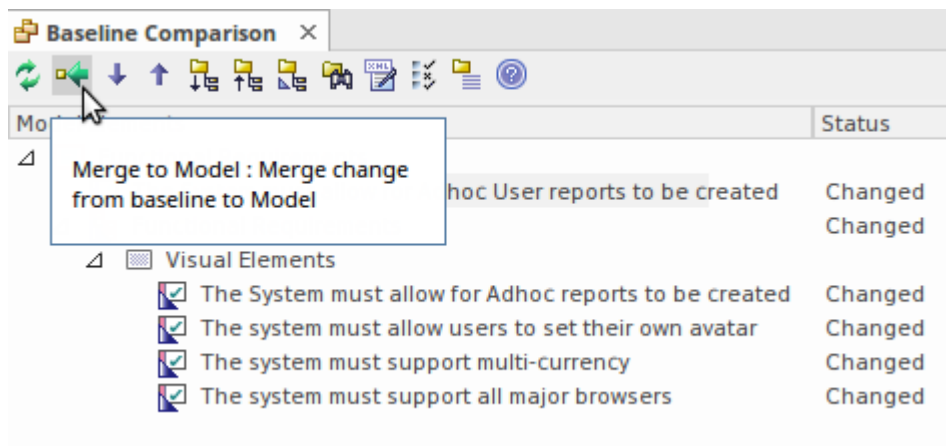 Baseline Comparison
XML
Mo
Status
Merge to Model : Merge change
from baseline to Model
hoc User reports to be created Changed
Changed
Visual Elements
The System must allow for Adhoc reports to be created Changed
The system must allow users to set their own avatar Changed
The system must support multi-currency Changed
The system must support all major browsers Changed